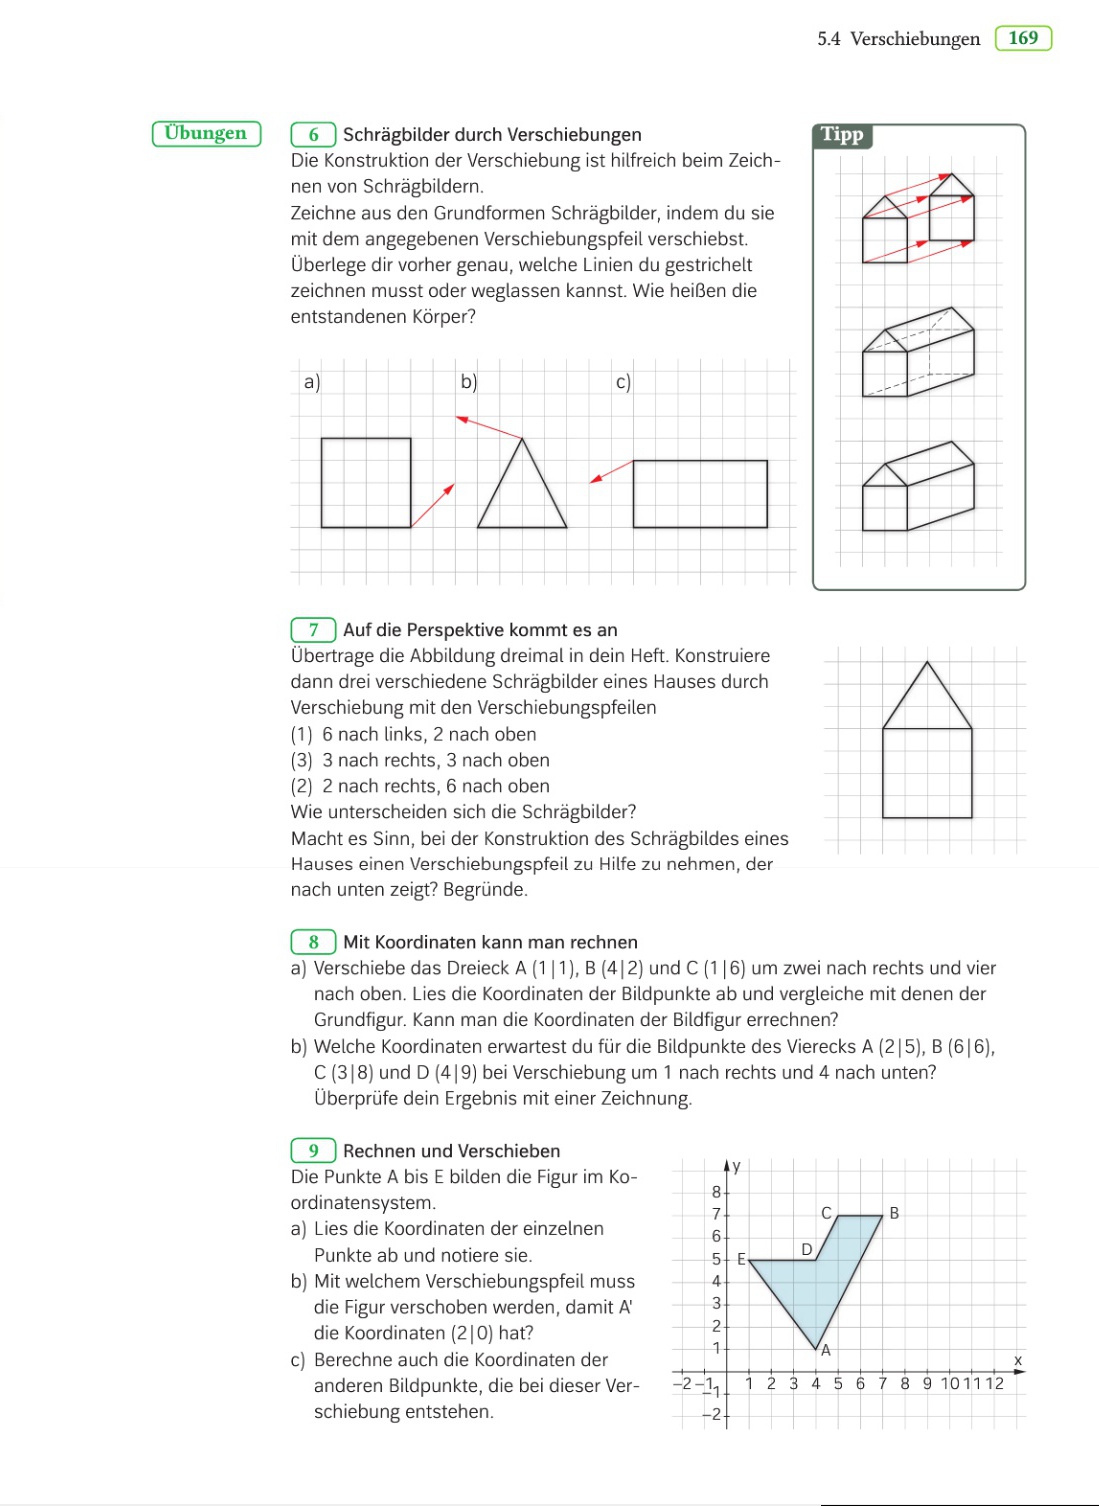 5.4 Verschiebungen 169
Übungen
6 Schrägbilder durch Verschiebungen
Die Konstruktion der Verschiebung ist hilfreich beim Zeich-
nen von Schrägbildern.
Zeichne aus den Grundformen Schrägbilder, indem du sie
mit dem angegebenen Verschiebungspfeil verschiebst.
Überlege dir vorher genau, welche Linien du gestrichelt
zeichnen musst oder weglassen kannst. Wie heißen die
entstandenen Körper?
a) b) c)
Tipp
7 Auf die Perspektive kommt es an
Übertrage die Abbildung dreimal in dein Heft. Konstruiere
dann drei verschiedene Schrägbilder eines Hauses durch
Verschiebung mit den Verschiebungspfeilen
(1) 6 nach links, 2 nach oben
(3) 3 nach rechts, 3 nach oben
(2) 2 nach rechts, 6 nach oben
Wie unterscheiden sich die Schrägbilder?
Macht es Sinn, bei der Konstruktion des Schrägbildes eines
Hauses einen Verschiebungspfeil zu Hilfe zu nehmen, der
nach unten zeigt? Begründe.
8 Mit Koordinaten kann man rechnen
a) Verschiebe das Dreieck A (1|1), B (4|2) und C (1|6) um zwei nach rechts und vier
nach oben. Lies die Koordinaten der Bildpunkte ab und vergleiche mit denen der
Grundfigur. Kann man die Koordinaten der Bildfigur errechnen?
b) Welche Koordinaten erwartest du für die Bildpunkte des Vierecks A (2|5), B (6|6),
C (3|8) und D (4|9) bei Verschiebung um 1 nach rechts und 4 nach unten?
Überprüfe dein Ergebnis mit einer Zeichnung.
9 Rechnen und Verschieben
Die Punkte A bis E bilden die Figur im Ko-
ordinatensystem.
a) Lies die Koordinaten der einzelnen
Punkte ab und notiere sie.
b) Mit welchem Verschiebungspfeil muss
die Figur verschoben werden, damit A'
die Koordinaten (2|0) hat?
c) Berechne auch die Koordinaten der
anderen Bildpunkte, die bei dieser Ver-
schiebung entstehen.
y
8
7 C B
6
5 E D
4
3
2
1 A
x
-2 -1 1 2 3 4 5 6 7 8 9 10 11 12
-1
-2